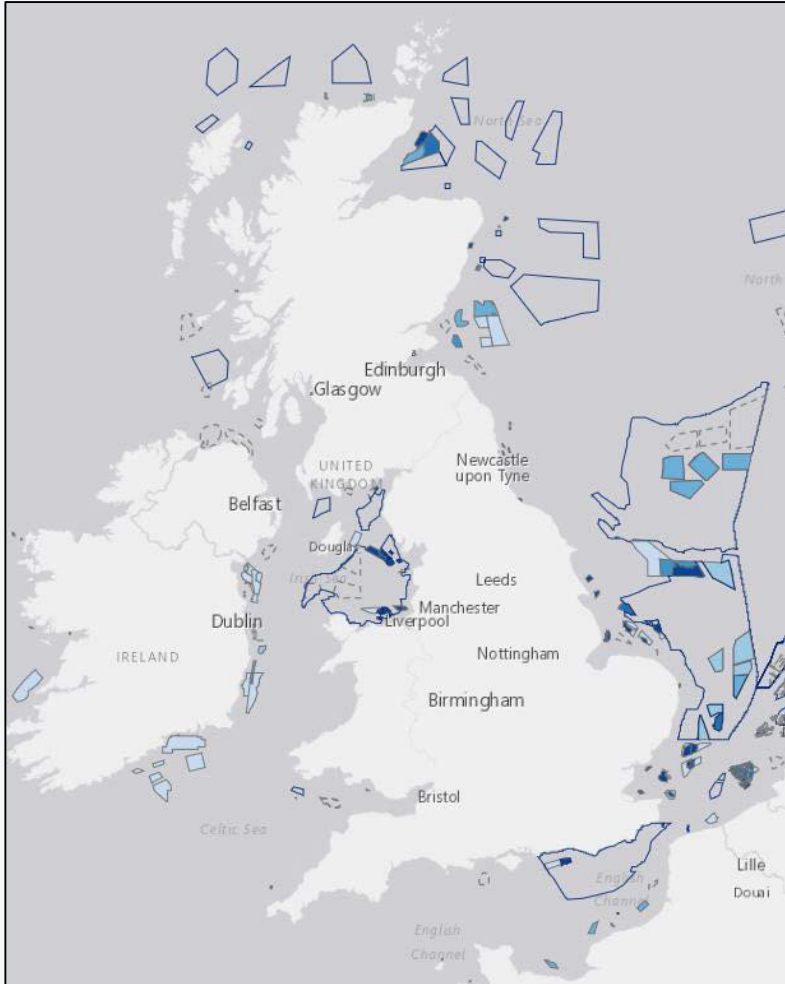 North Sea
North
Edinburgh
Glasgow
UNITED
KINGDOM
Newcastle
upon Tyne
Belfast
Dougla
Irish Sea
Leeds
Manchester
Dublin
Liverpool
IRELAND
Nottingham
Birmingham
Bristol
Celtic Sea
Lille
English
Channel
Douai
English
Channel